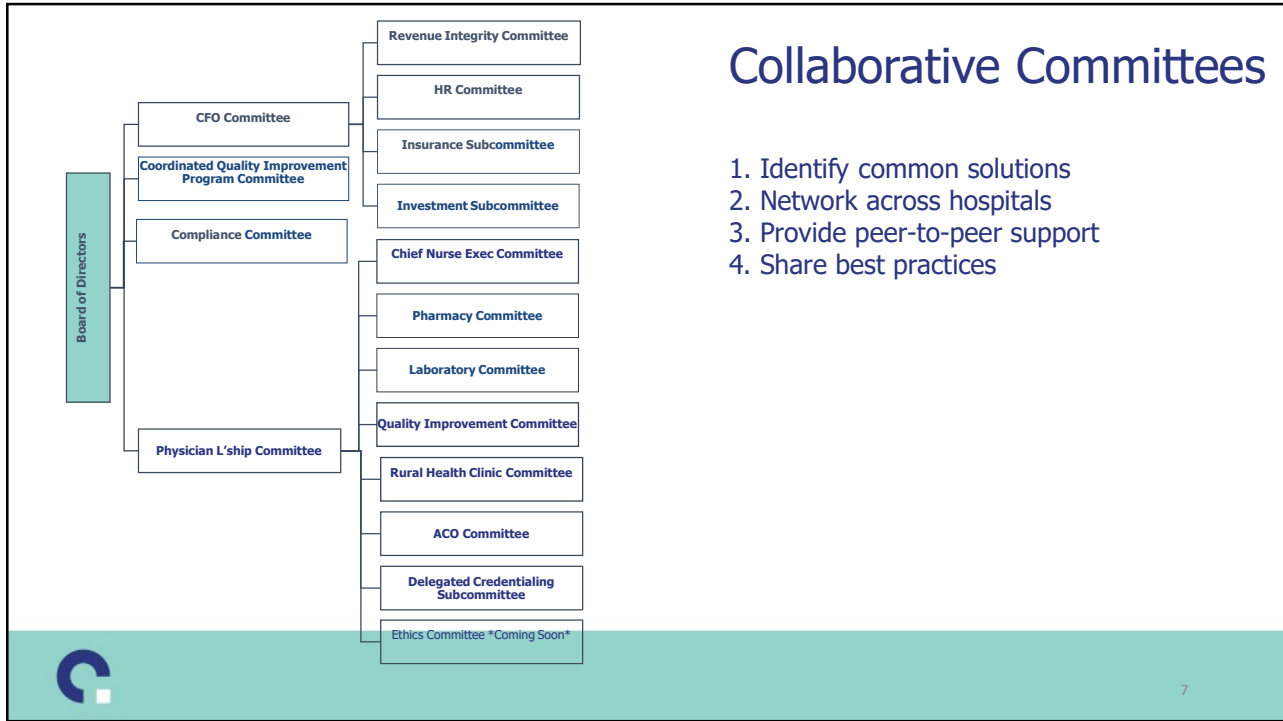 Collaborative Committees
1. Identify common solutions
2. Network across hospitals
3. Provide peer-to-peer support
4. Share best practices
Board of Directors
CFO Committee
Coordinated Quality Improvement
Program Committee
Compliance Committee
Physician L'ship Committee
Revenue Integrity Committee
HR Committee
Insurance Subcommittee
Investment Subcommittee
Chief Nurse Exec Committee
Pharmacy Committee
Laboratory Committee
Quality Improvement Committee
Rural Health Clinic Committee
ACO Committee
Delegated Credentialing
Subcommittee
Ethics Committee *Coming Soon*
7